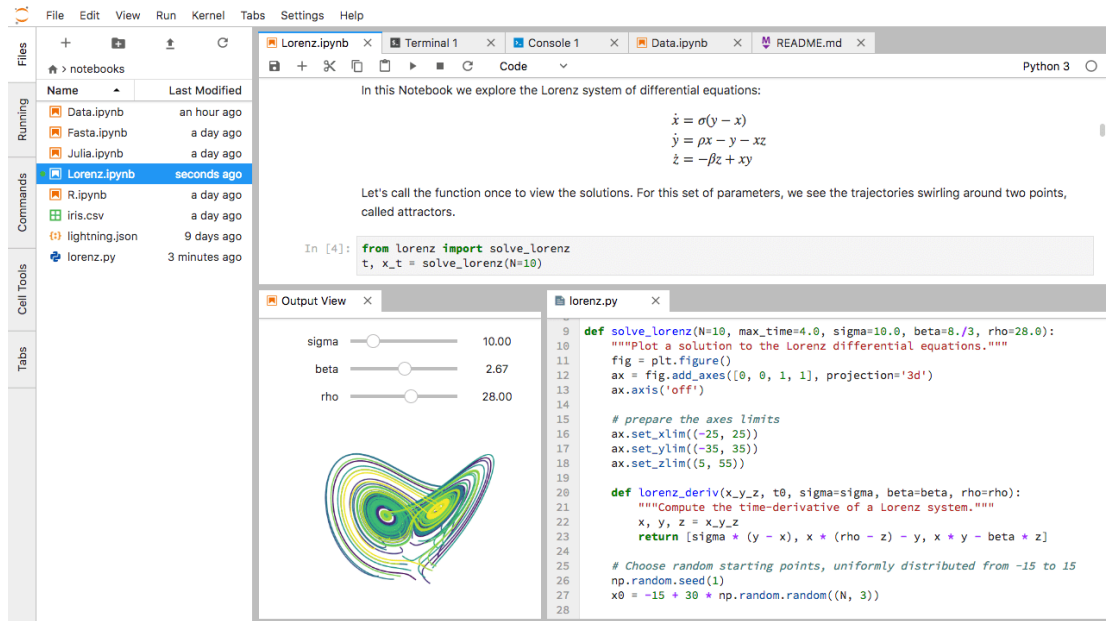 File Edit View Run Kernel Tabs Settings Help
Files
Running
Commands
Cell Tools
Tabs
> notebooks
Name Last Modified
Data.ipynb an hour ago
Fasta.ipynb a day ago
Julia.ipynb a day ago
Lorenz.ipynb seconds ago
R.ipynb a day ago
iris.csv a day ago
lightning.json 9 days ago
lorenz.py 3 minutes ago
Lorenz.ipynb Terminal 1 Console 1 Data.ipynb README.md
Code Python 3
In this Notebook we explore the Lorenz system of differential equations:
ẋ = σ(y − x)
ẏ = ρx − y − xz
ż = −βz + xy
Let's call the function once to view the solutions. For this set of parameters, we see the trajectories swirling around two points,
called attractors.
In [4]: from lorenz import solve_lorenz
t, x_t = solve_lorenz(N=10)
Output View
sigma 10.00
beta 2.67
rho 28.00
lorenz.py
9 def solve_lorenz(N=10, max_time=4.0, sigma=10.0, beta=8./3, rho=28.0):
10 """Plot a solution to the Lorenz differential equations."""
11 fig = plt.figure()
12 ax = fig.add_axes([0, 0, 1, 1], projection='3d')
13 ax.axis('off')
14
15 # prepare the axes limits
16 ax.set_xlim((-25, 25))
17 ax.set_ylim((-35, 35))
18 ax.set_zlim((5, 55))
19
20 def lorenz_deriv(x_y_z, t0, sigma=sigma, beta=beta, rho=rho):
21 """Compute the time-derivative of a Lorenz system."""
22 x, y, z = x_y_z
23 return [sigma * (y - x), x * (rho - z) - y, x * y - beta * z]
24
25 # Choose random starting points, uniformly distributed from -15 to 15
26 np.random.seed(1)
27 x0 = -15 + 30 * np.random.random((N, 3))
28